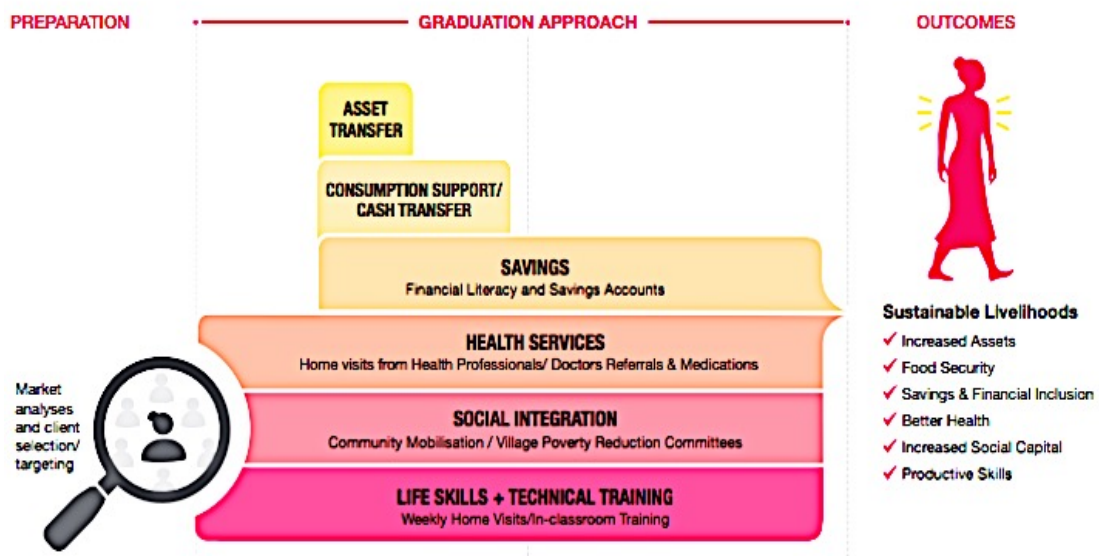 PREPARATION
GRADUATION APPROACH
OUTCOMES
ASSET
TRANSFER
CONSUMPTION SUPPORT/
CASH TRANSFER
SAVINGS
Financial Literacy and Savings Accounts
HEALTH SERVICES
Home visits from Health Professionals/ Doctors Referrals & Medications
SOCIAL INTEGRATION
Community Mobilisation / Village Poverty Reduction Committees
LIFE SKILLS + TECHNICAL TRAINING
Weekly Home Visits/In-classroom Training
Market
analyses
and client
selection/
targeting
Sustainable Livelihoods
✓ Increased Assets
✓ Food Security
✓ Savings & Financial Inclusion
✓ Better Health
✓ Increased Social Capital
✓ Productive Skills